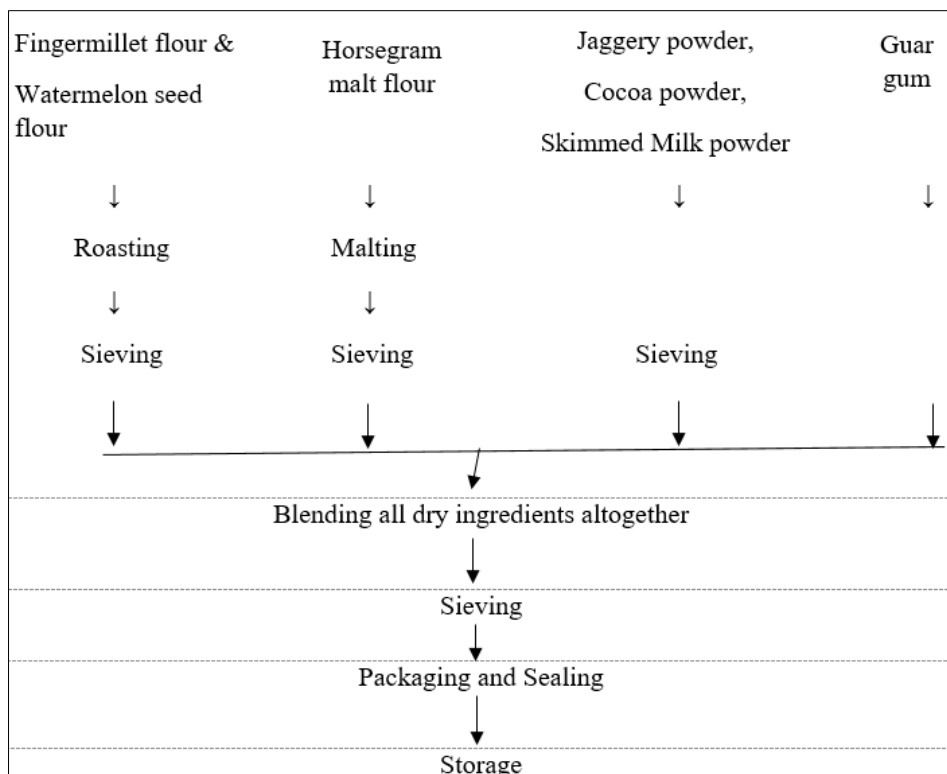 Fingermillet flour &
Watermelon seed
flour
Horsegram
malt flour
Jaggery powder,
Cocoa powder,
Skimmed Milk powder
Guar
gum
↓ ↓ ↓ ↓
Roasting Malting
↓ ↓
Sieving Sieving Sieving
Blending all dry ingredients altogether
Sieving
Packaging and Sealing
Storage